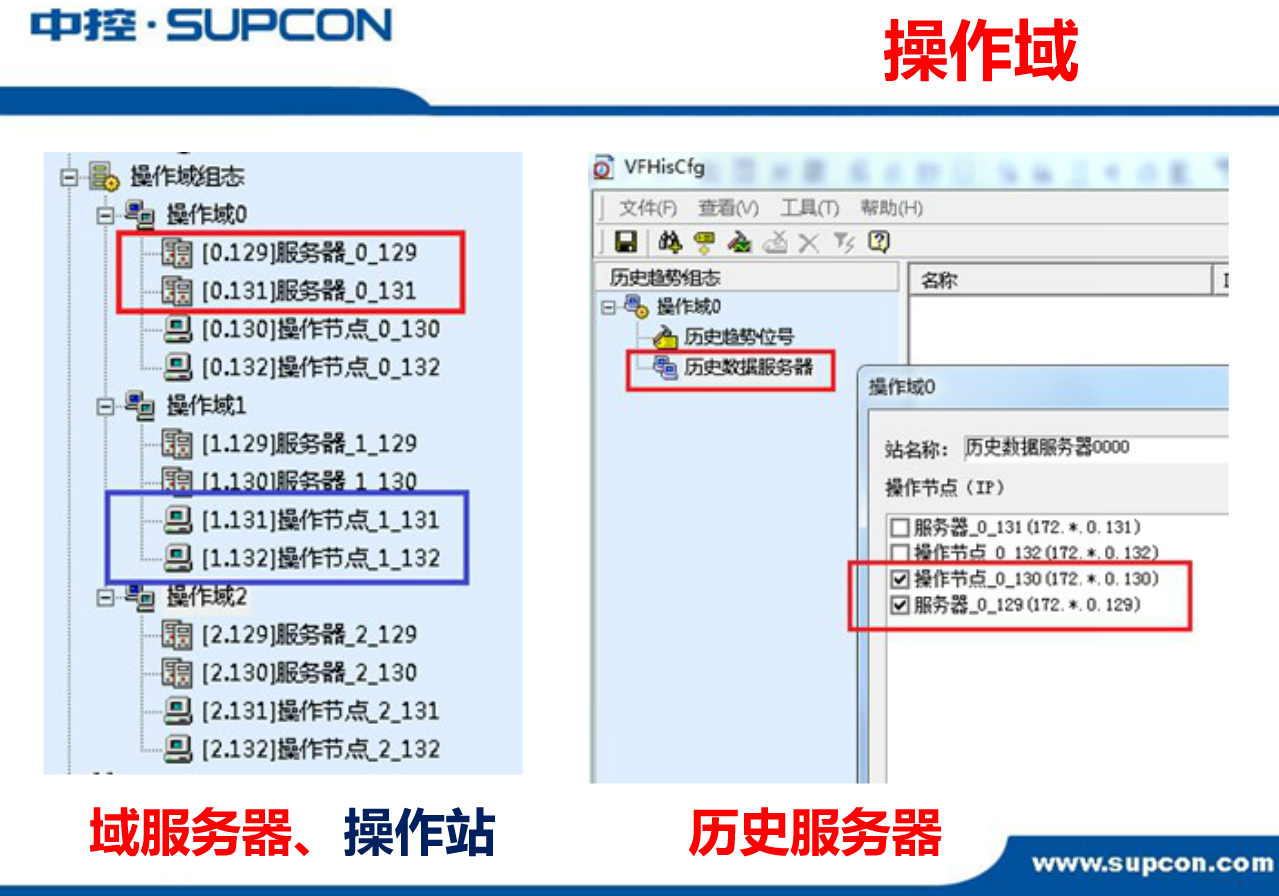 中控·SUPCON
操作域
操作域组态
操作域0
[0.129]服务器_0_129
[0.131]服务器_0_131
[0.130]操作节点_0_130
[0.132]操作节点_0_132
操作域1
[1.129]服务器_1_129
[1.130]服务器_1_130
[1.131]操作节点_1_131
[1.132]操作节点_1_132
操作域2
[2.129]服务器_2_129
[2.130]服务器_2_130
[2.131]操作节点_2_131
[2.132]操作节点_2_132
VFHisCfg
文件(F) 查看(V) 工具(T) 帮助(H)
历史趋势组态
名称
操作域0
历史趋势位号
历史数据服务器
操作域0
站名称: 历史数据服务器0000
操作节点 (IP)
服务器_0_131(172.*.0.131)
操作节点_0_132(172.*.0.132)
操作节点_0_130(172.*.0.130)
服务器_0_129(172.*.0.129)
域服务器、操作站
历史服务器
www.supcon.com